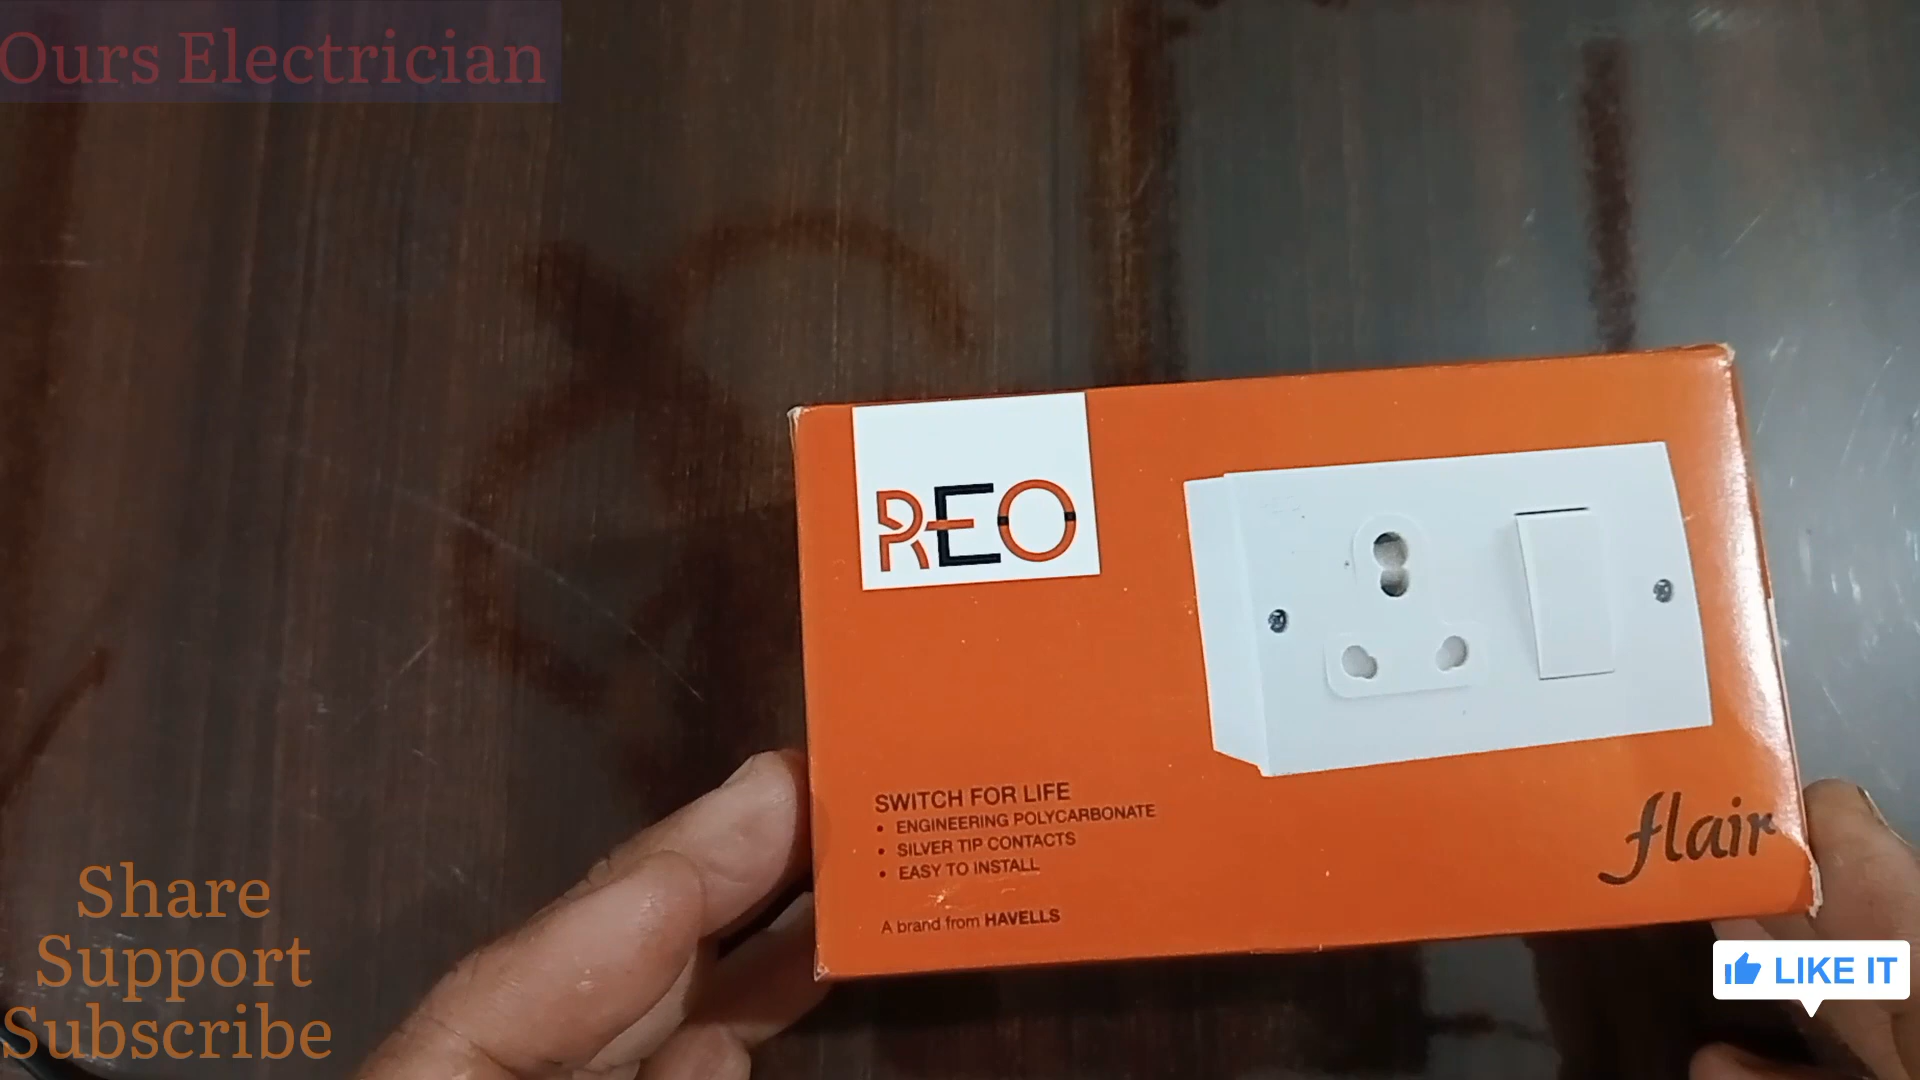 Ours Electrician
REO
SWITCH FOR LIFE
• ENGINEERING POLYCARBONATE
• SILVER TIP CONTACTS
• EASY TO INSTALL
A brand from HAVELLS
flair
Share
Support
Subscribe
LIKE IT